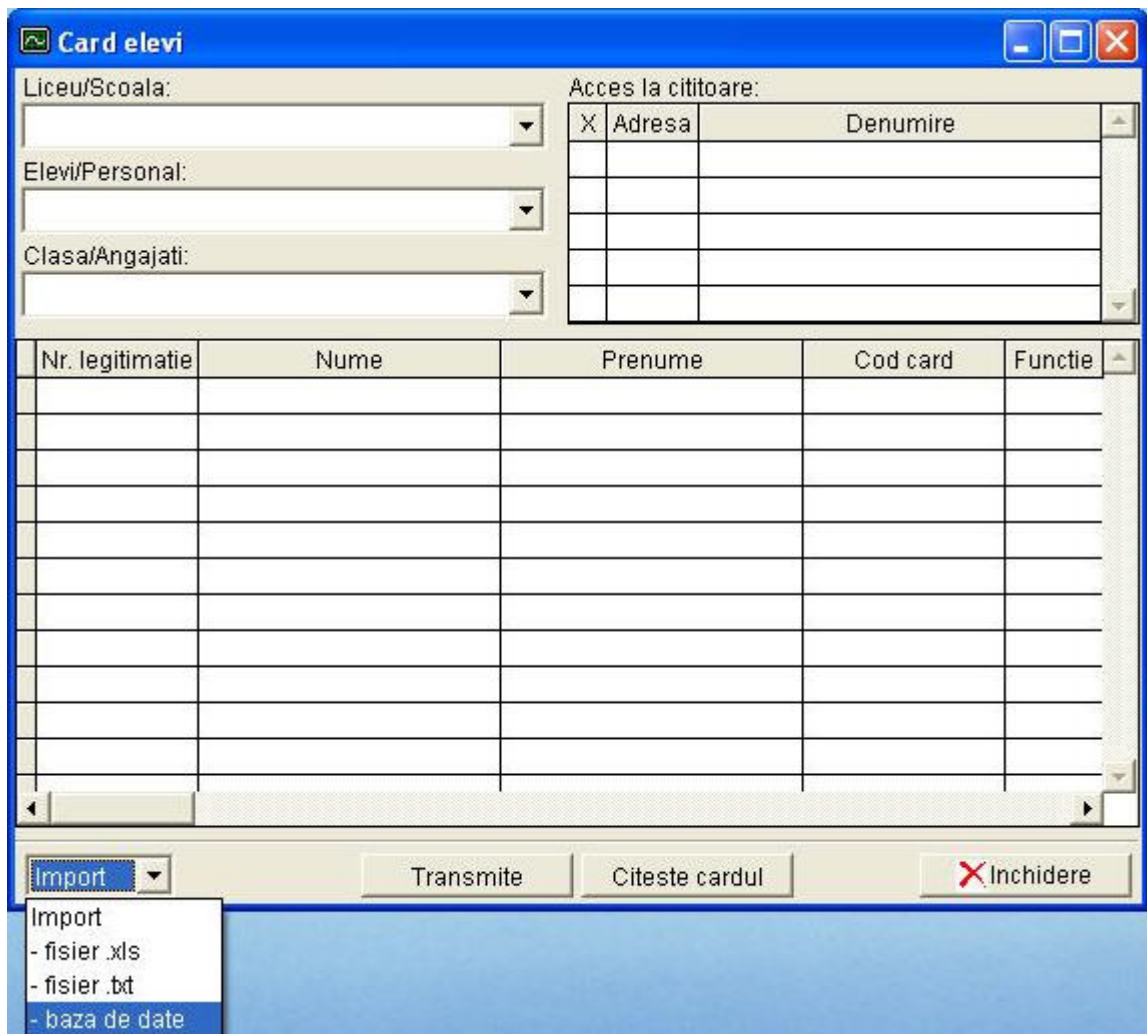 Card elevi
Liceu/Scoala:
Acces la cititoare:
X Adresa Denumire
Elevi/Personal:
Clasa/Angajati:
Nr. legitimatie Nume Prenume Cod card Functie
Import Transmite Citeste cardul Inchidere
Import
- fisier .xls
- fisier .txt
- baza de date